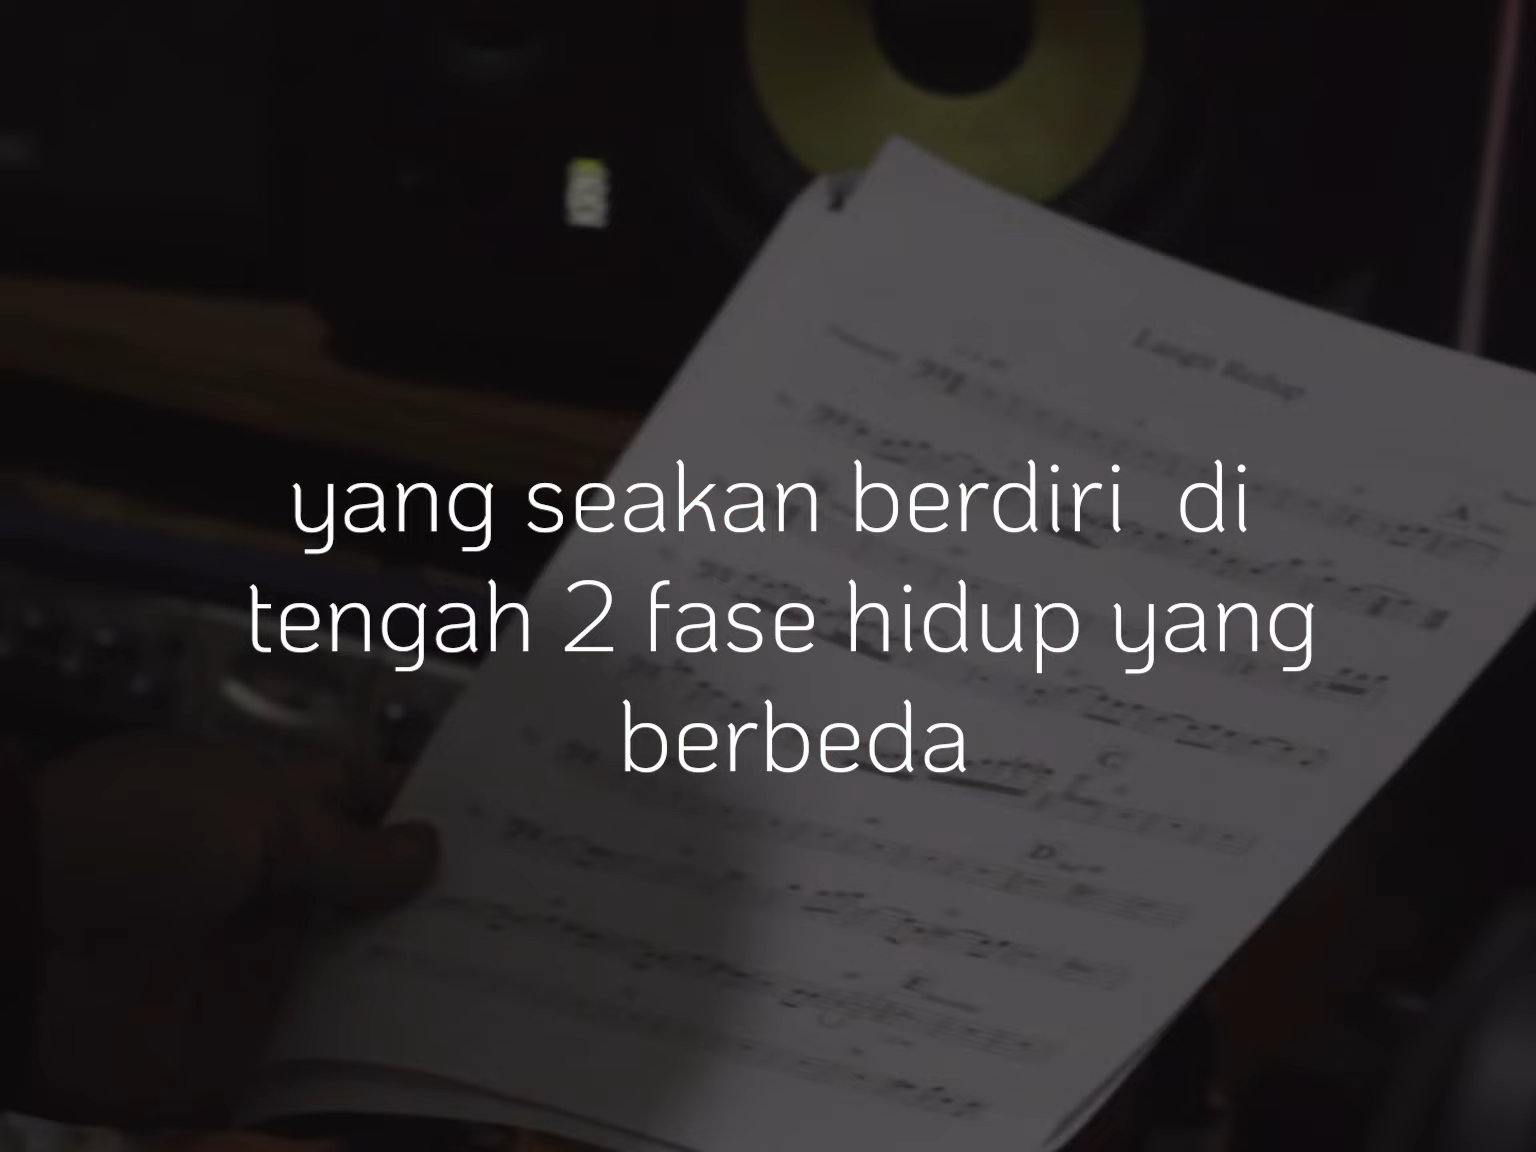 yang seakan berdiri  di
tengah 2 fase hidup yang
berbeda
A
C
D
E